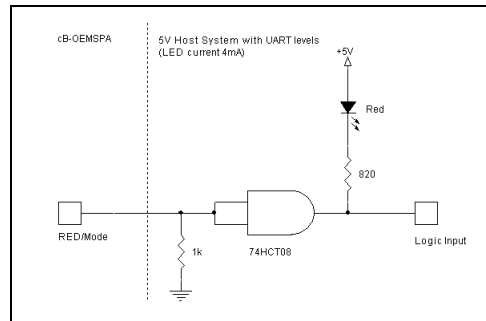 cB-OEMSPA
5V Host System with UART levels
(LED current 4mA)
+5V
Red
820
RED/Mode
1k
74HCT08
Logic Input